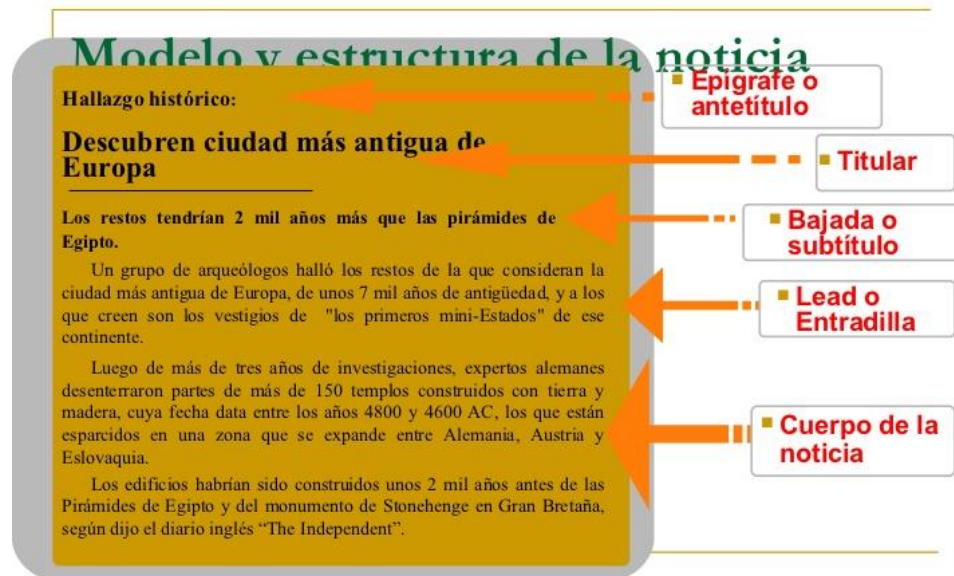 Modelo y estructura de la noticia
Hallazgo histórico:
Descubren ciudad más antigua de
Europa
Los restos tendrían 2 mil años más que las pirámides de
Egipto.
Un grupo de arqueólogos halló los restos de la que consideran la
ciudad más antigua de Europa, de unos 7 mil años de antigüedad, y a los
que creen son los vestigios de "los primeros mini-Estados" de ese
continente.
Luego de más de tres años de investigaciones, expertos alemanes
desenterraron partes de más de 150 templos construidos con tierra y
madera, cuya fecha data entre los años 4800 y 4600 AC, los que están
esparcidos en una zona que se expande entre Alemania, Austria y
Eslovaquia.
Los edificios habrían sido construidos unos 2 mil años antes de las
Pirámides de Egipto y del monumento de Stonehenge en Gran Bretaña,
según dijo el diario inglés “The Independent”.
Epígrafe o
antetítulo
Titular
Bajada o
subtítulo
Lead o
Entradilla
Cuerpo de la
noticia